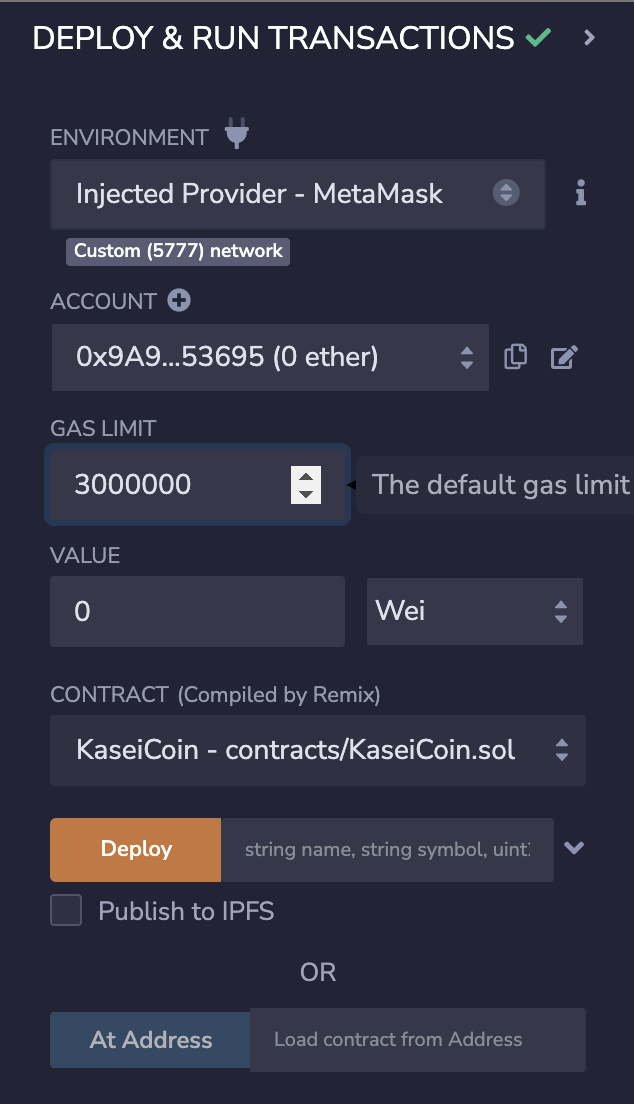 DEPLOY & RUN TRANSACTIONS
ENVIRONMENT
Injected Provider - MetaMask
Custom (5777) network
ACCOUNT
0x9A9...53695 (0 ether)
GAS LIMIT
3000000
The default gas limit
VALUE
0
Wei
CONTRACT (Compiled by Remix)
KaseiCoin - contracts/KaseiCoin.sol
Deploy
string name, string symbol, uint
Publish to IPFS
OR
At Address
Load contract from Address